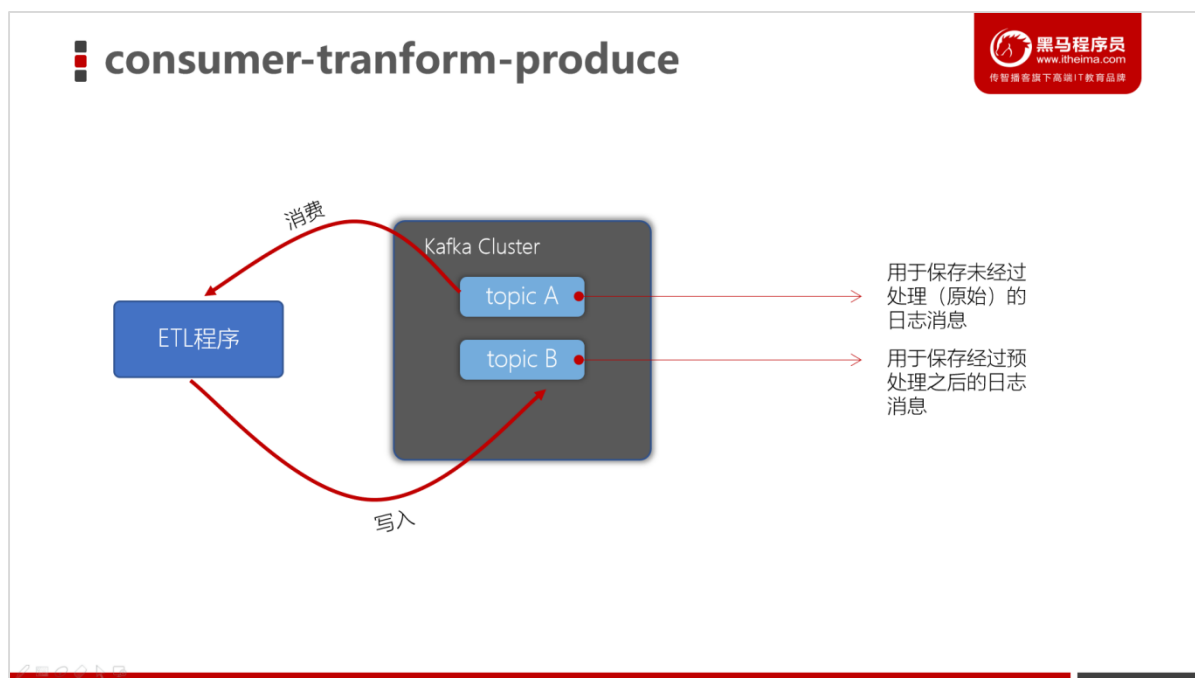 consumer-tranform-produce
黑马程序员
www.itheima.com
传智播客旗下高端IT教育品牌
消费
Kafka Cluster
topic A
用于保存未经过
处理（原始）的
日志消息
ETL程序
topic B
用于保存经过预
处理之后的日志
消息
写入